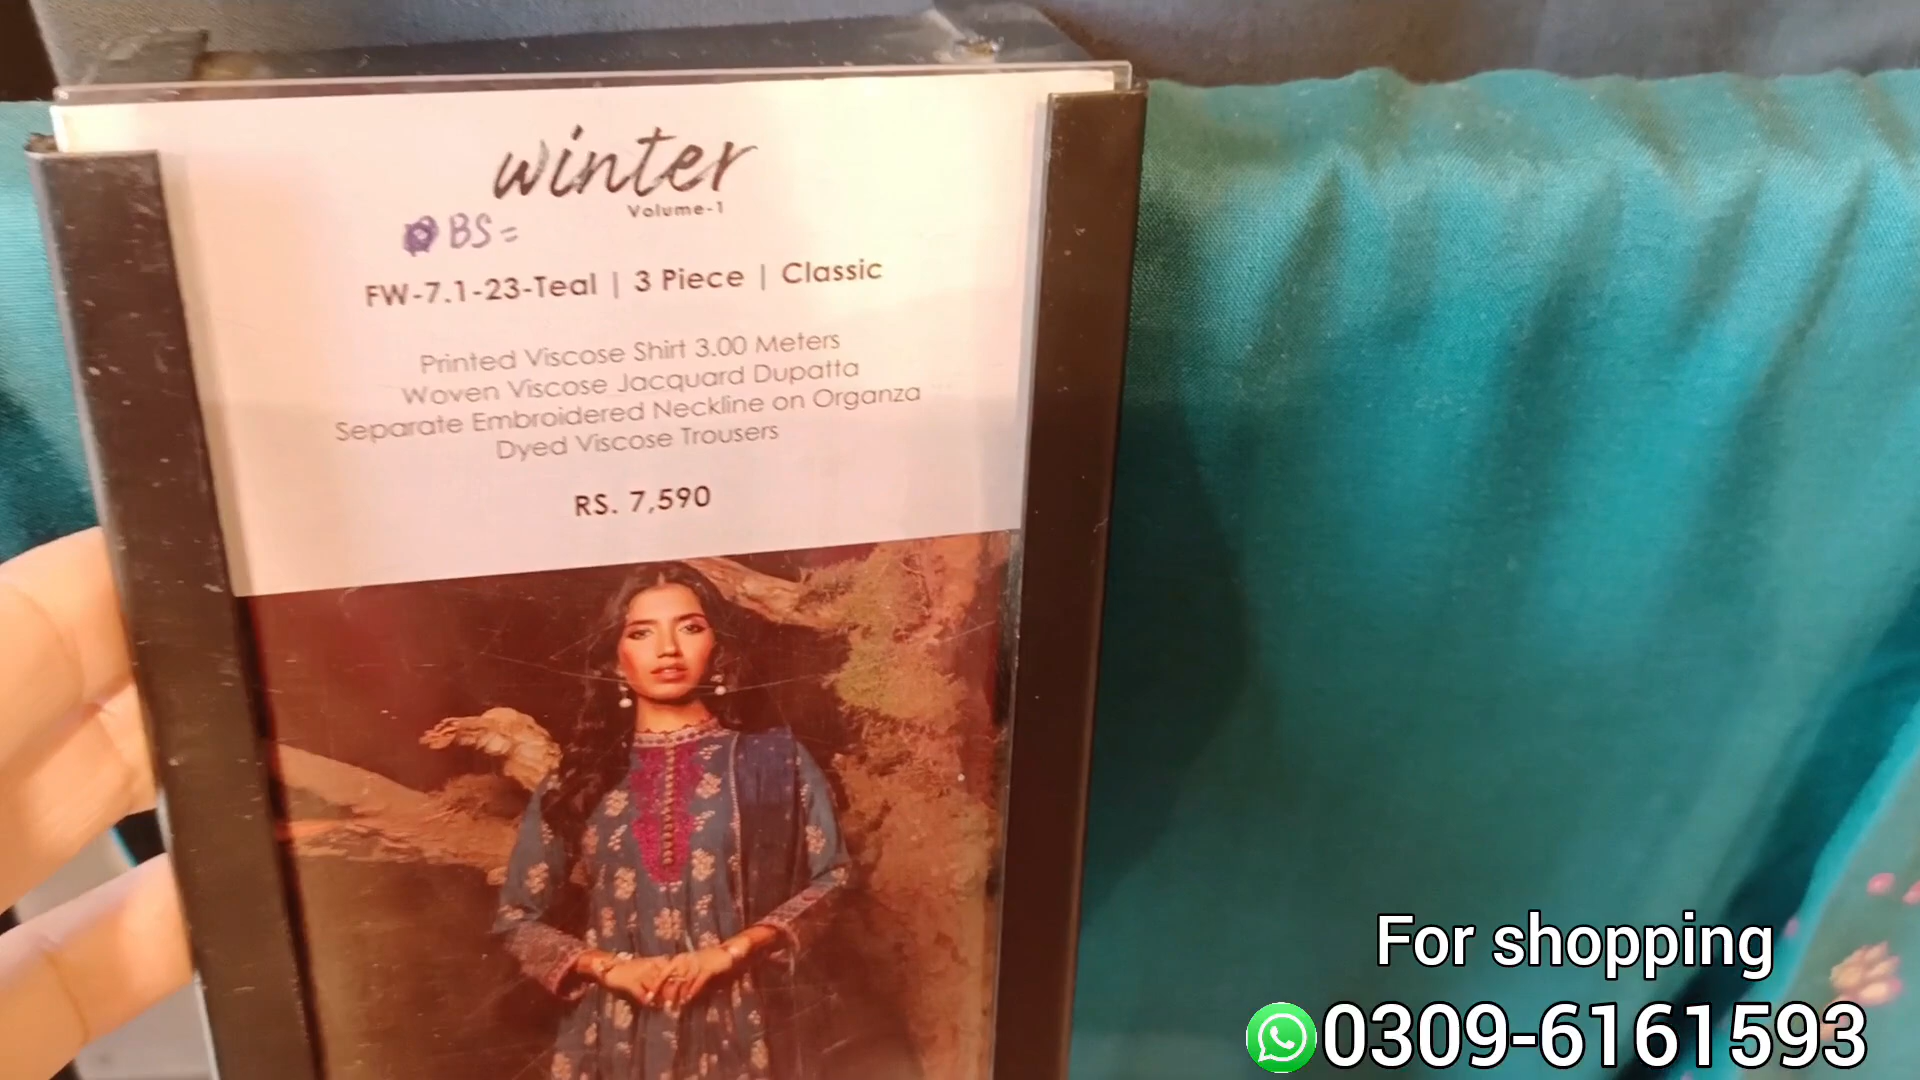 winter
Volume-1
BS=
FW-7.1-23-Teal | 3 Piece | Classic
Printed Viscose Shirt 3.00 Meters
Woven Viscose Jacquard Dupatta
Separate Embroidered Neckline on Organza
Dyed Viscose Trousers
RS. 7,590
For shopping
0309-6161593